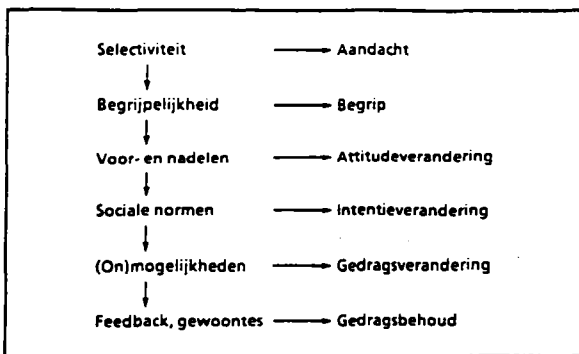 Selectiviteit Aandacht
Begrijpelijkheid Begrip
Voor- en nadelen Attitudeverandering
Sociale normen Intentieverandering
(On)mogelijkheden Gedragsverandering
Feedback, gewoontes Gedragsbehoud